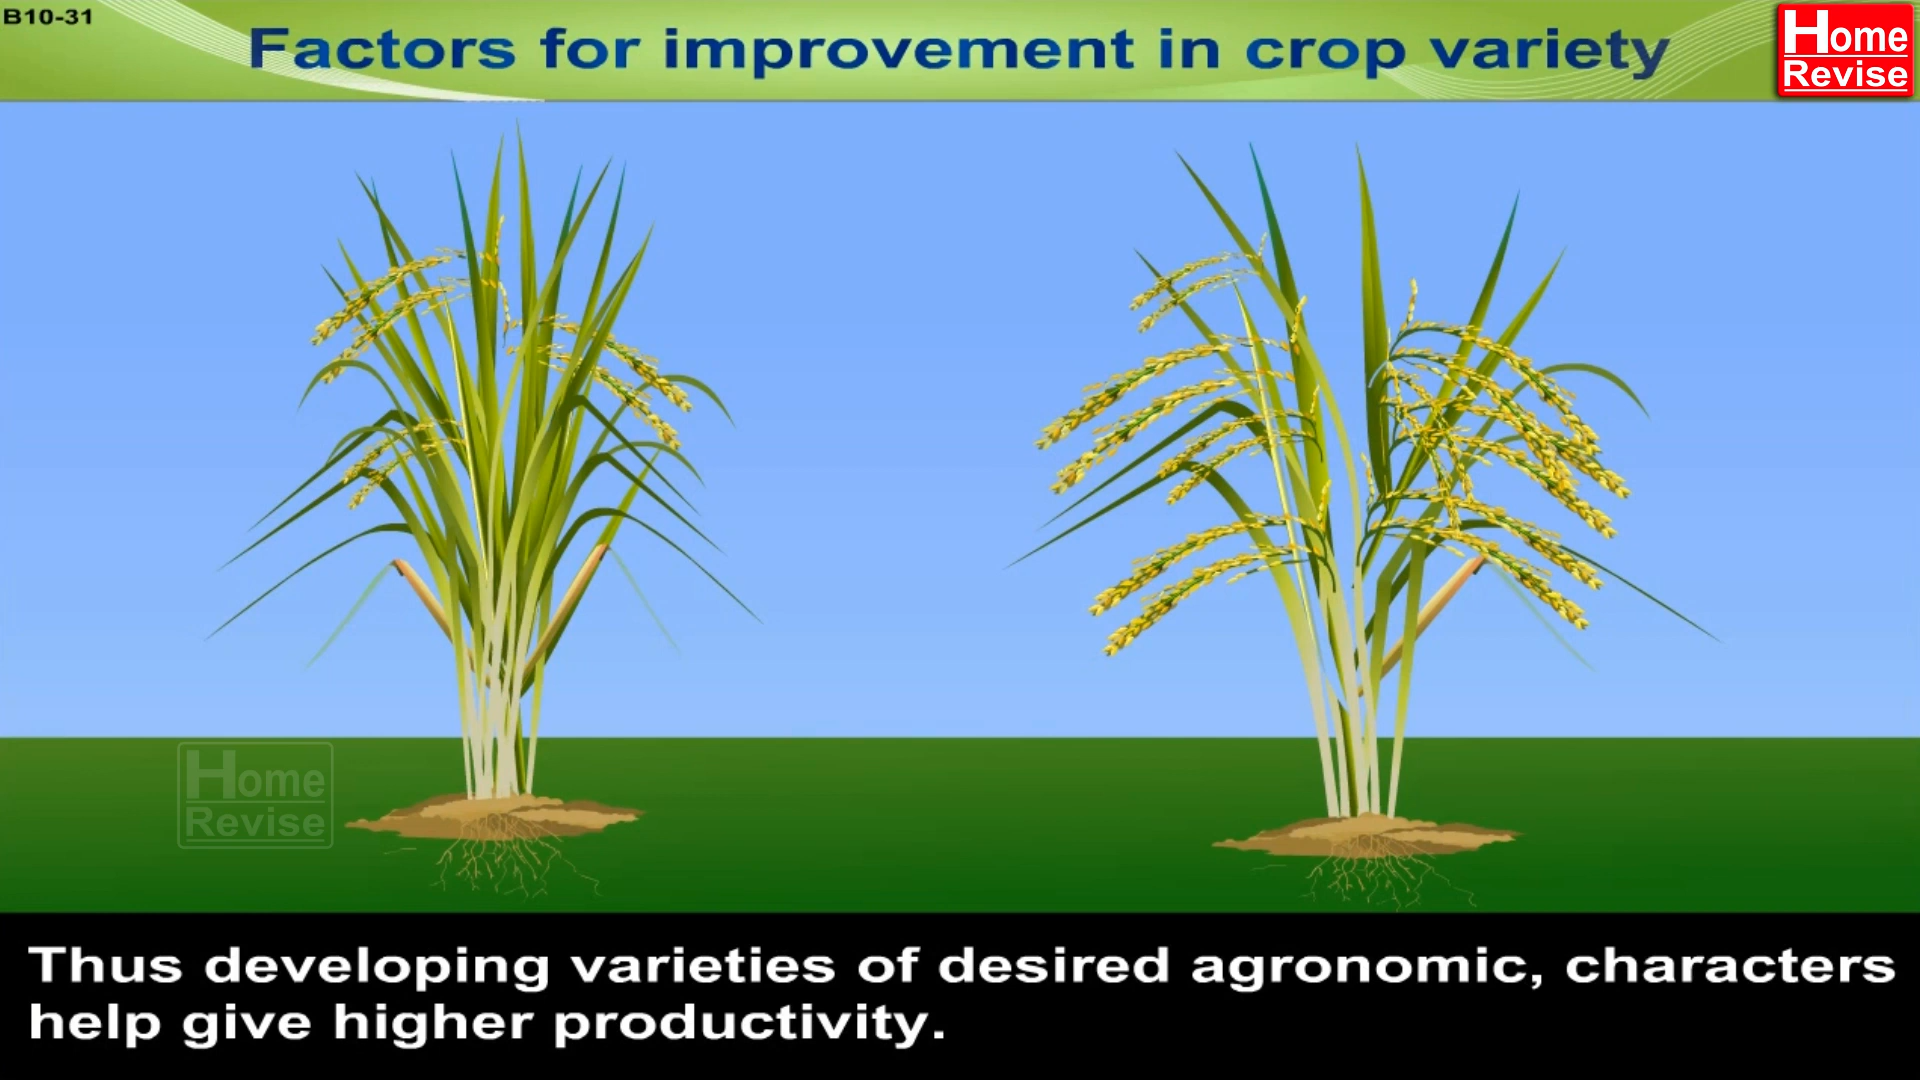 B10-31
Factors for improvement in crop variety
Home
Revise
Home
Revise
Thus developing varieties of desired agronomic, characters
help give higher productivity.